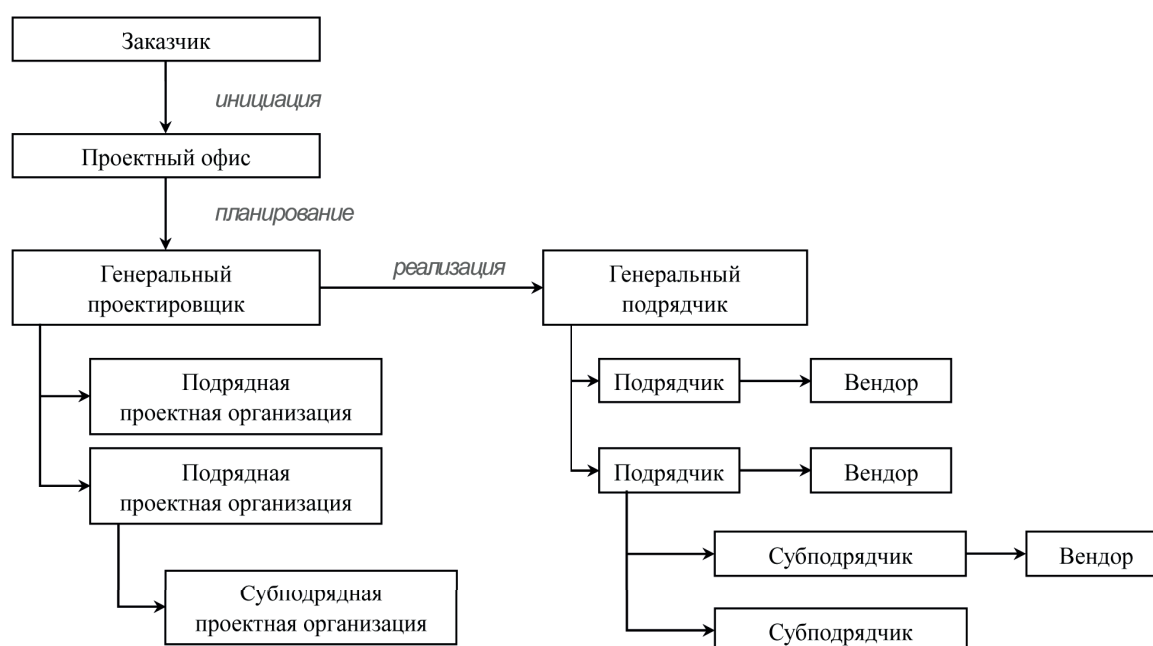 Заказчик
инициация
Проектный офис
планирование
Генеральный
проектировщик
реализация
Генеральный
подрядчик
Подрядная
проектная организация
Подрядчик
Вендор
Подрядная
проектная организация
Подрядчик
Вендор
Субподрядчик
Вендор
Субподрядная
проектная организация
Субподрядчик